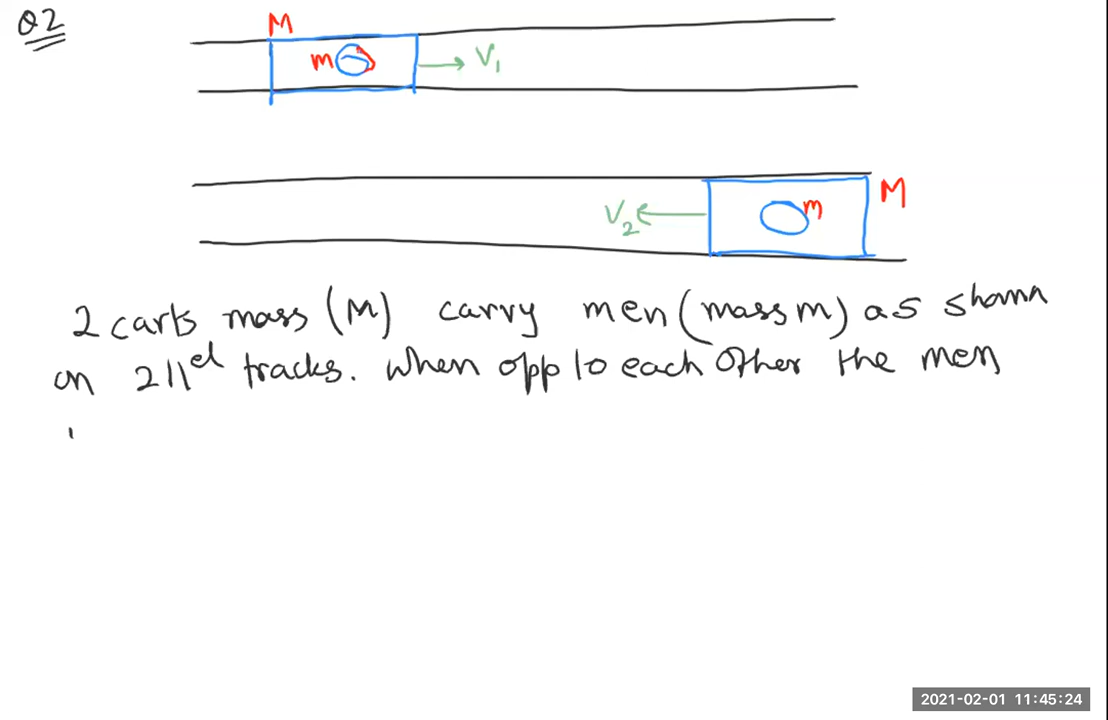 Q2
M
m
V1
V2
m
M
2 carts mass (M) carry men (mass m) as shown
on 2 11el tracks. When opp to each other the men
2021-02-01 11:45:24